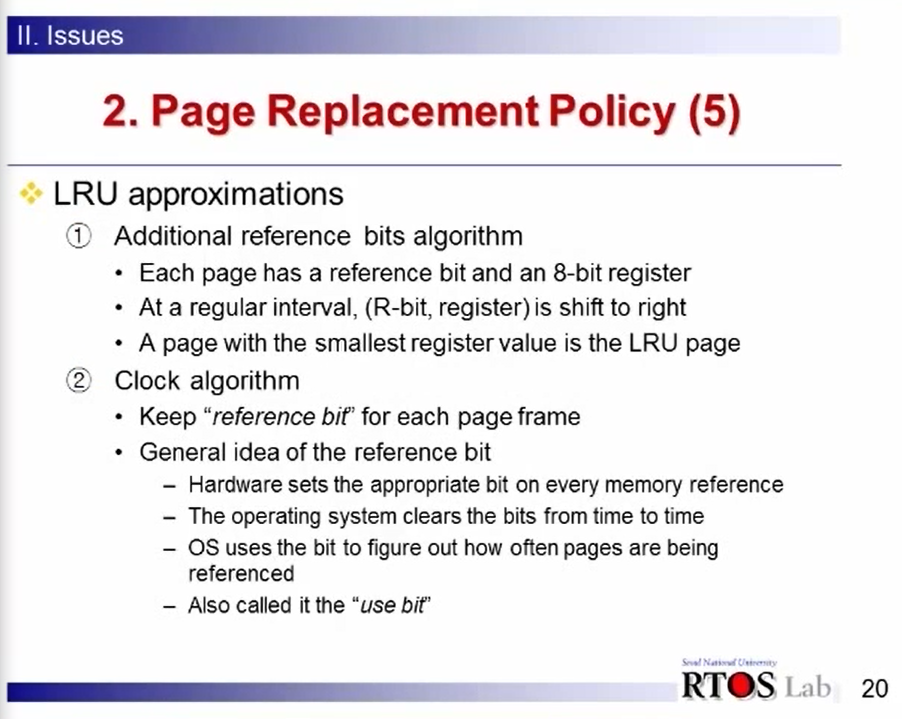 II. Issues
2. Page Replacement Policy (5)
LRU approximations
① Additional reference bits algorithm
• Each page has a reference bit and an 8-bit register
• At a regular interval, (R-bit, register) is shift to right
• A page with the smallest register value is the LRU page
② Clock algorithm
• Keep “reference bit” for each page frame
• General idea of the reference bit
– Hardware sets the appropriate bit on every memory reference
– The operating system clears the bits from time to time
– OS uses the bit to figure out how often pages are being
referenced
– Also called it the “use bit”
Seoul National University
RTOS Lab
20